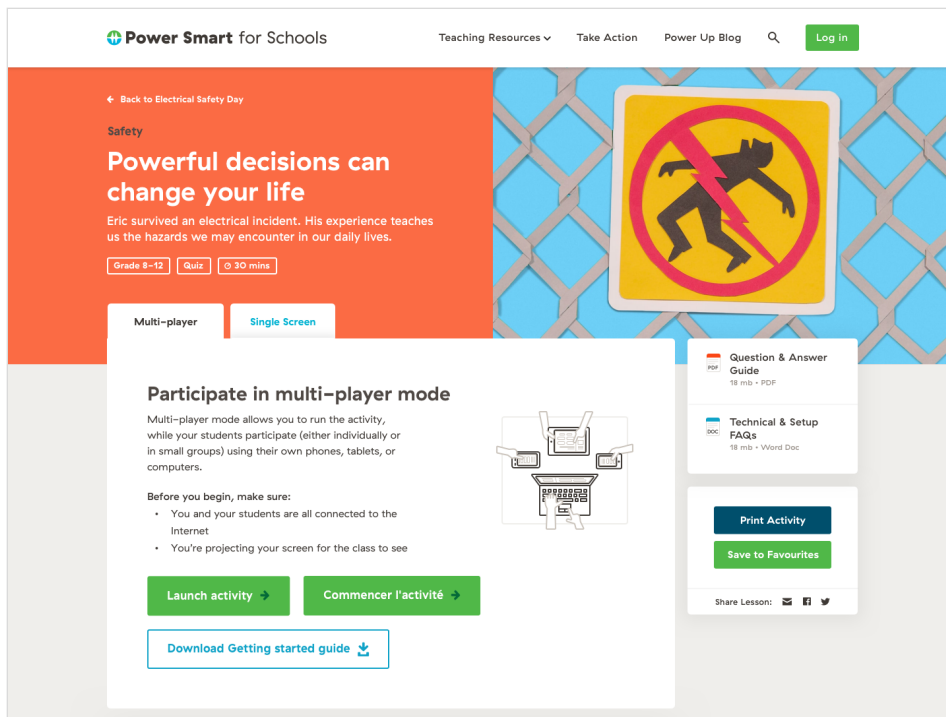 Power Smart for Schools
Teaching Resources
Take Action
Power Up Blog
Log in
Back to Electrical Safety Day
Safety
Powerful decisions can
change your life
Eric survived an electrical incident. His experience teaches
us the hazards we may encounter in our daily lives.
Grade 8-12
Quiz
30 mins
Multi-player
Single Screen
Participate in multi-player mode
Multi-player mode allows you to run the activity,
while your students participate (either individually or
in small groups) using their own phones, tablets, or
computers.
Before you begin, make sure:
• You and your students are all connected to the
Internet
• You're projecting your screen for the class to see
Launch activity
Commencer l'activité
Download Getting started guide
PDF
Question & Answer
Guide
18 mb • PDF
DOC
Technical & Setup
FAQs
18 mb • Word Doc
Print Activity
Save to Favourites
Share Lesson: